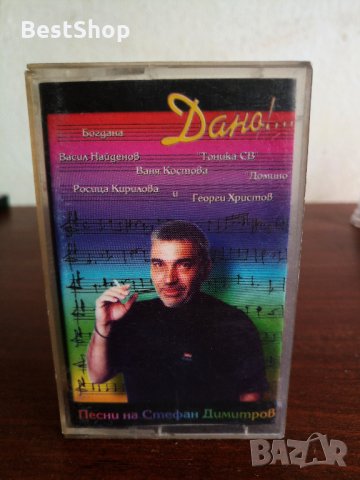 BestShop
Дано!...
Богдана
Васил Найденов
"Тоника СВ"
Ваня Костова
Домино
Росица Кирилова
и
Георги Христов
Песни на Стефан Димитров
BAZAR